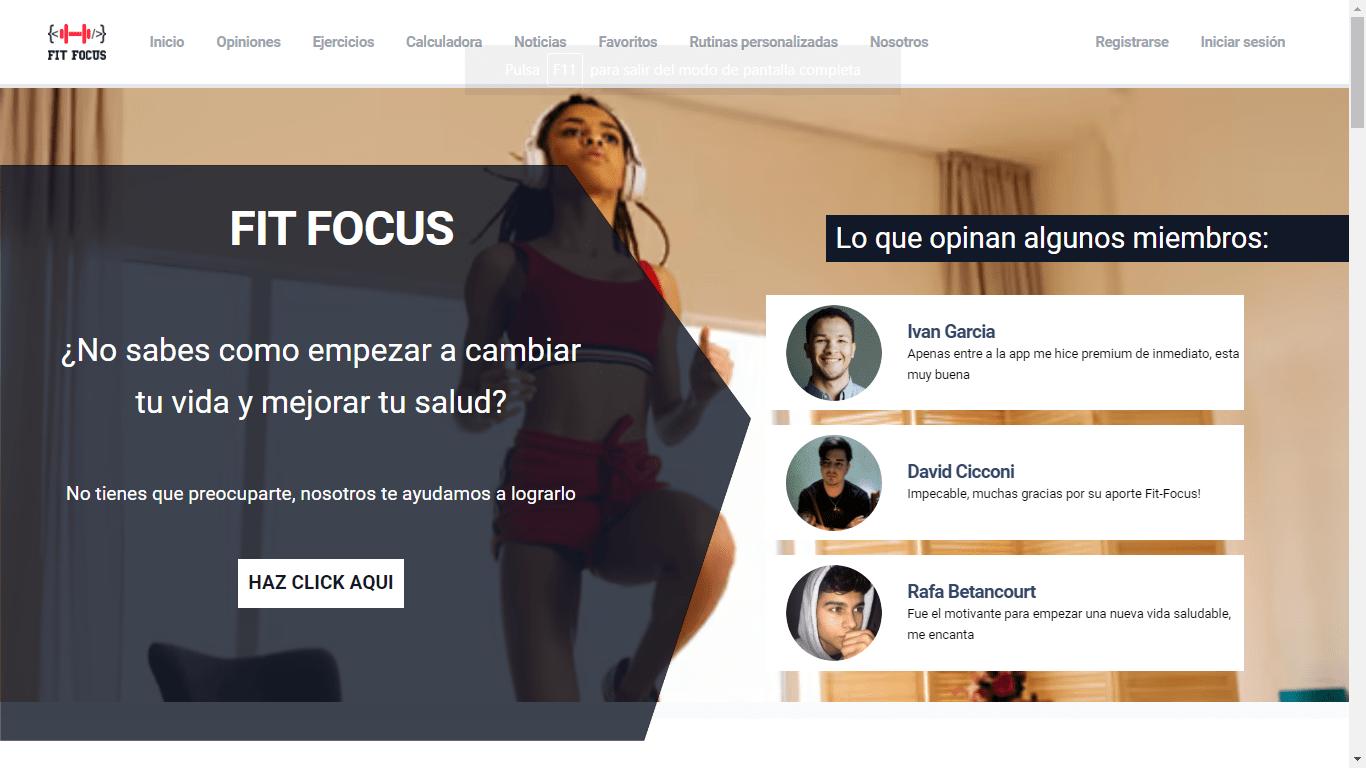 {< />}
FIT FOCUS
Inicio Opiniones Ejercicios Calculadora Noticias Favoritos Rutinas personalizadas Nosotros Registrarse Iniciar sesión
Pulsa F11 para salir del modo de pantalla completa
FIT FOCUS
¿No sabes como empezar a cambiar
tu vida y mejorar tu salud?
No tienes que preocuparte, nosotros te ayudamos a lograrlo
HAZ CLICK AQUI
Lo que opinan algunos miembros:
Ivan Garcia
Apenas entre a la app me hice premium de inmediato, esta
muy buena
David Cicconi
Impecable, muchas gracias por su aporte Fit-Focus!
Rafa Betancourt
Fue el motivante para empezar una nueva vida saludable,
me encanta